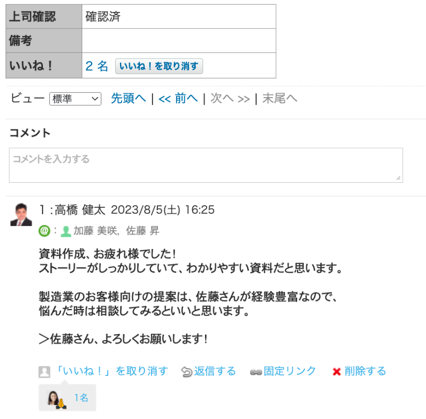 上司確認 確認済
備考
いいね！ 2 名 いいね！を取り消す
ビュー 標準 先頭へ | << 前へ | 次へ >> | 末尾へ
コメント
コメントを入力する
1 :高橋 健太 2023/8/5(土) 16:25
@ : 加藤 美咲, 佐藤 昇
資料作成、お疲れ様でした！
ストーリーがしっかりしていて、わかりやすい資料だと思います。
製造業のお客様向けの提案は、佐藤さんが経験豊富なので、
悩んだ時は相談してみるといいと思います。
＞佐藤さん、よろしくお願いします！
「いいね！」を取り消す 返信する 固定リンク 削除する
1名